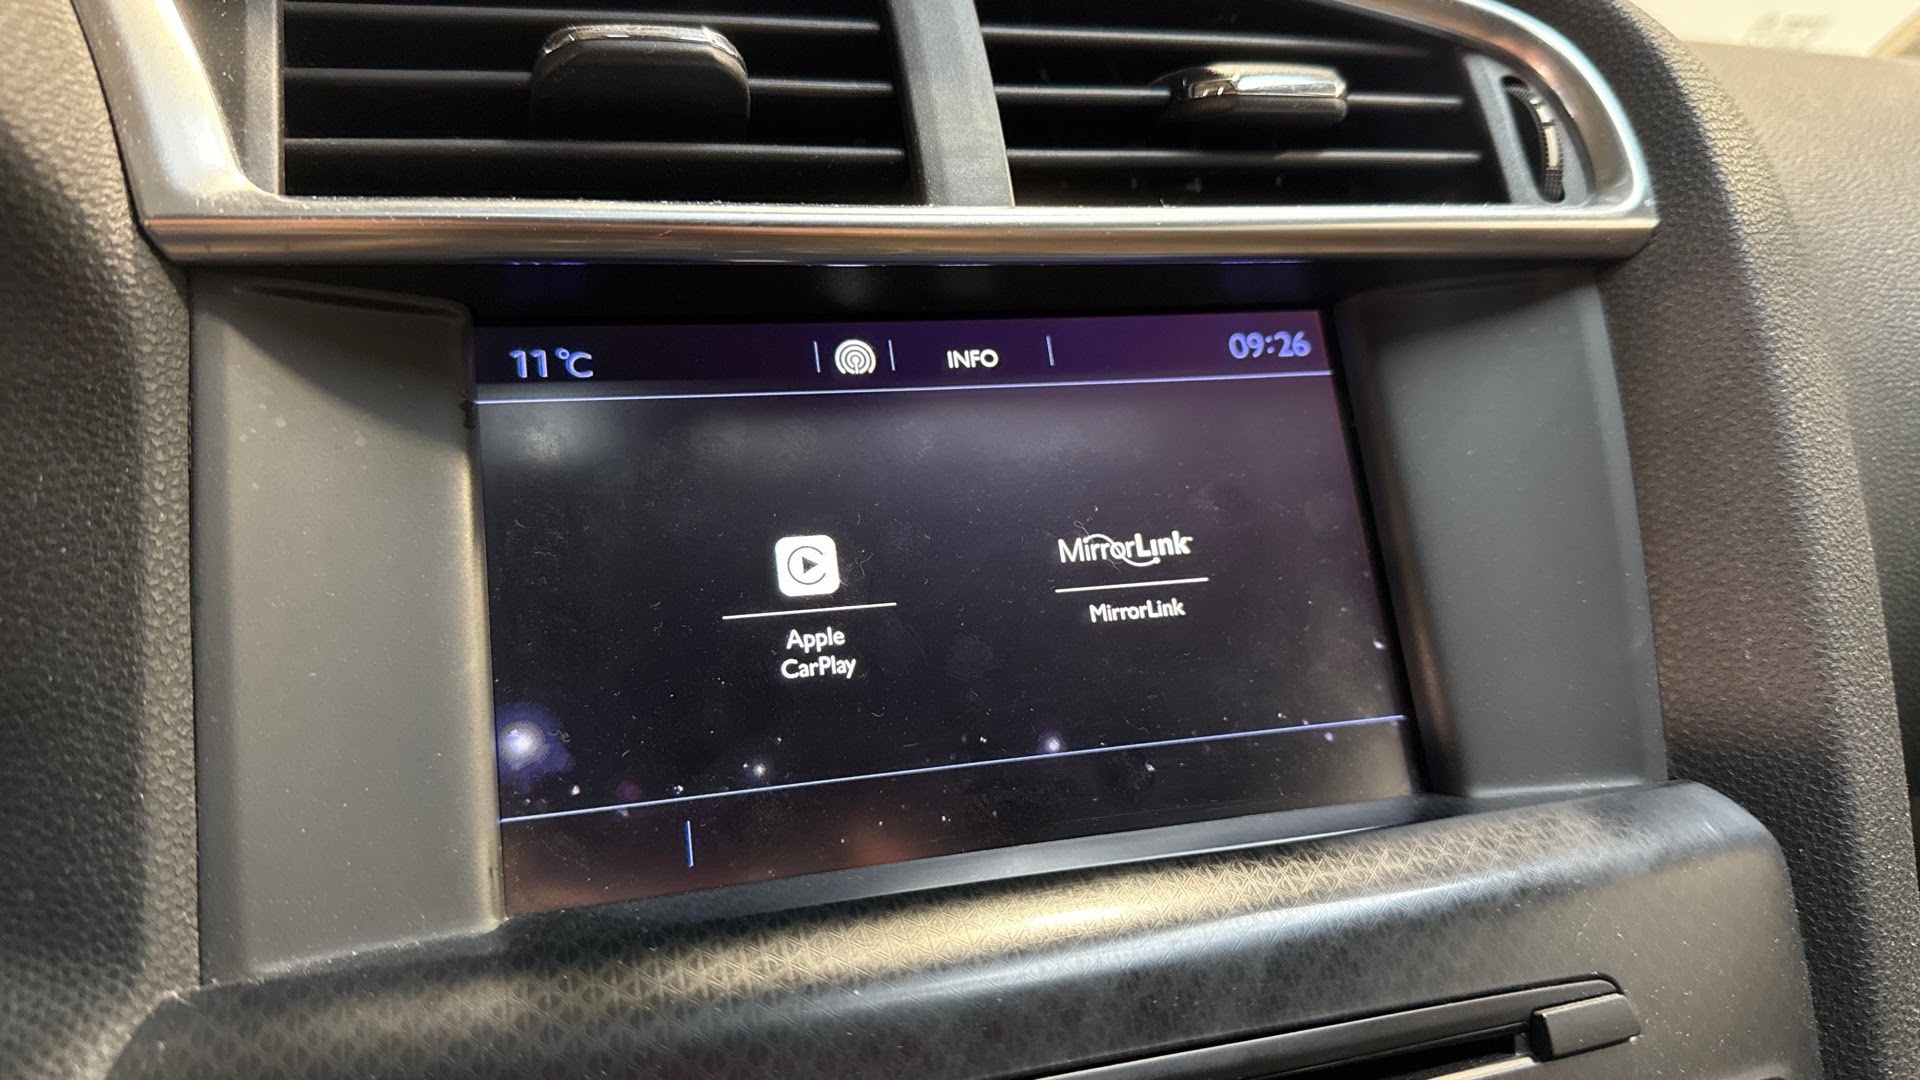 11°C
INFO
09:26
MirrorLink
MirrorLink
Apple
CarPlay